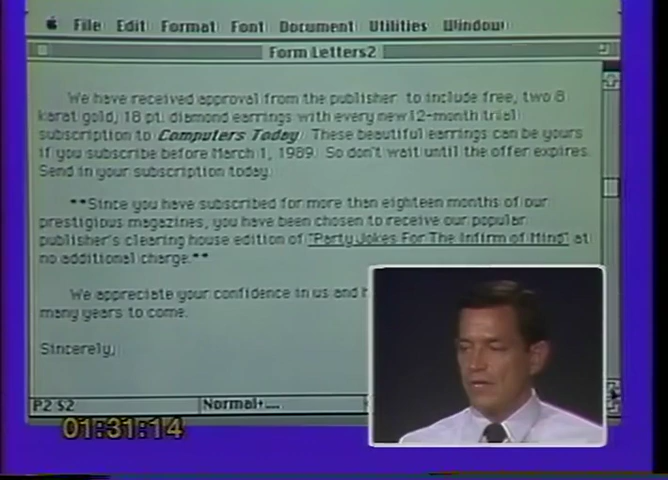 File Edit Format Font Document Utilities Window
Form Letters2
We have received approval from the publisher to include free, two 8
karat gold, 18 pt. diamond earrings with every new 12-month trial
subscription to Computers Today. These beautiful earrings can be yours
if you subscribe before March 1, 1989. So don't wait until the offer expires.
Send in your subscription today.
**Since you have subscribed for more than eighteen months of our
prestigious magazines, you have been chosen to receive our popular
publisher's clearing house edition of "Party Jokes For The Infirm of Mind" at
no additional charge.**
We appreciate your confidence in us and h
many years to come.
Sincerely,
P2 S2 Normal+...
01:31:14